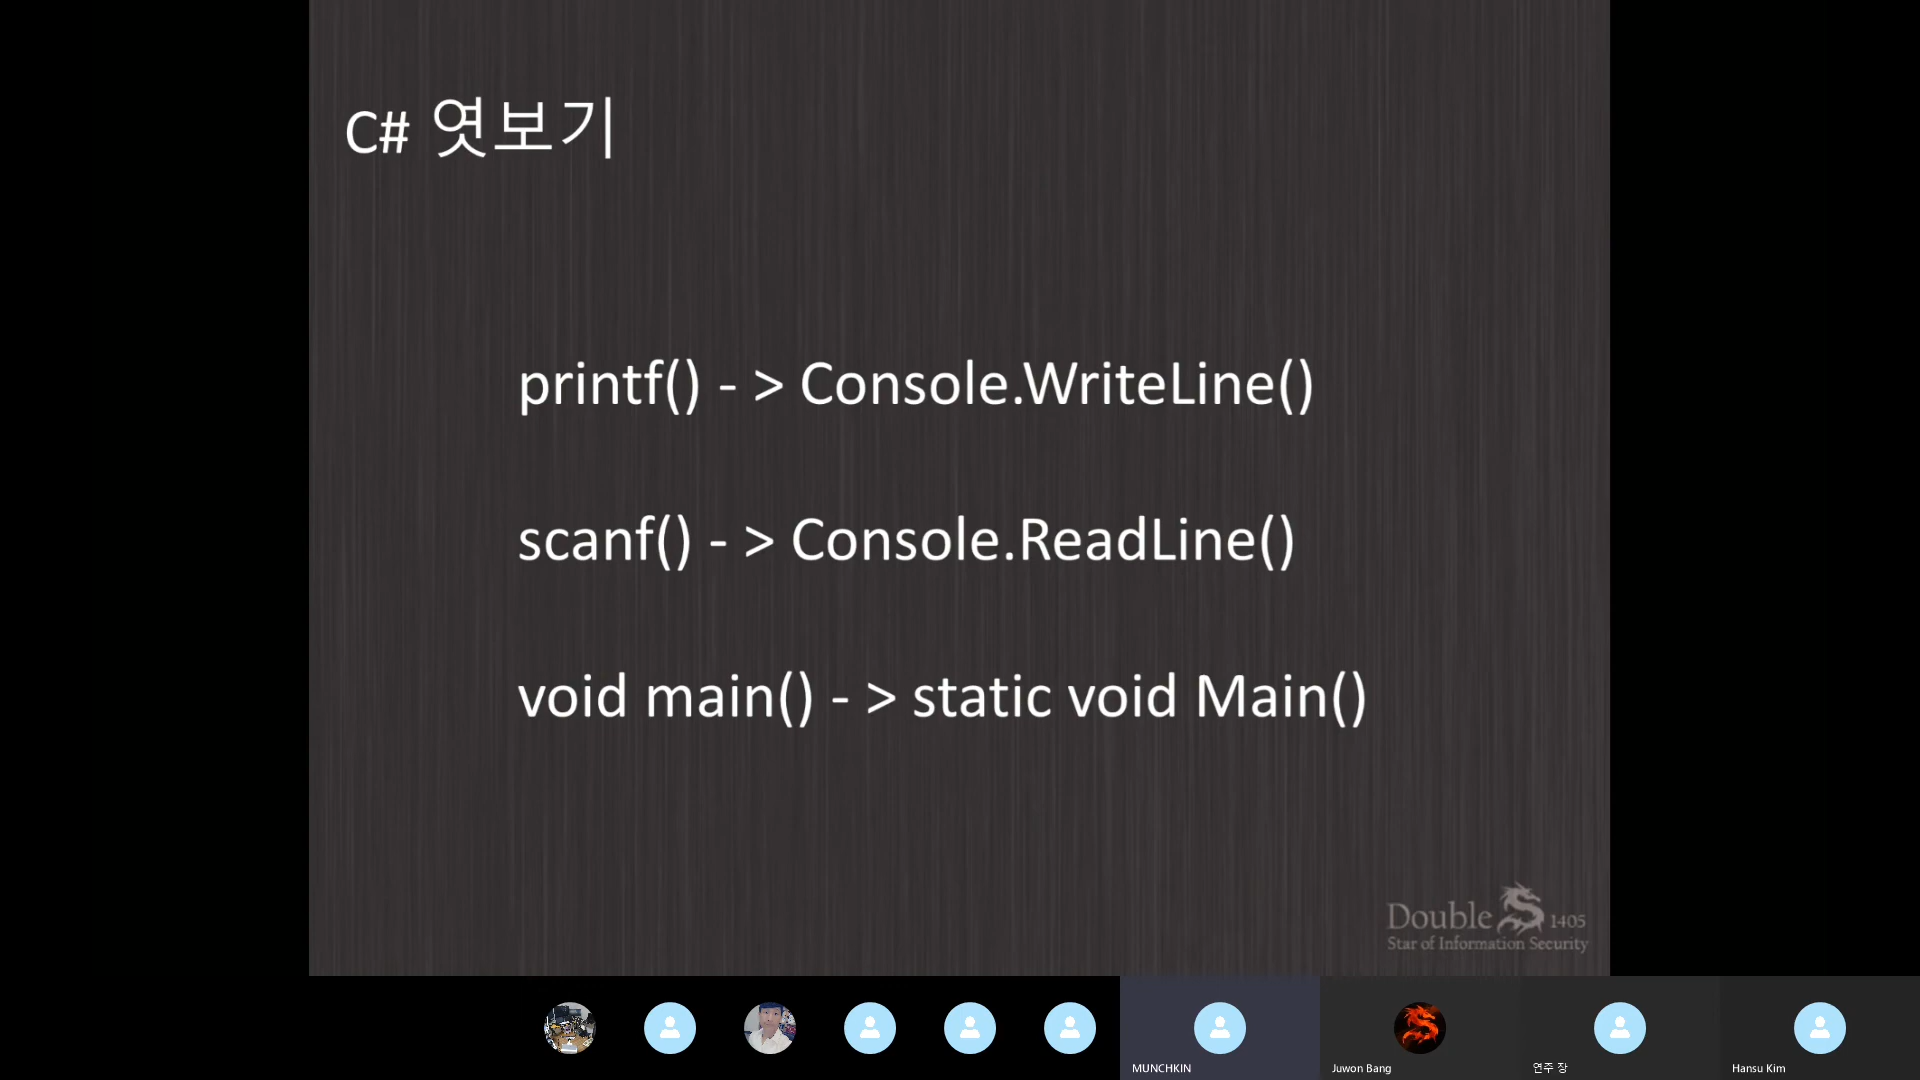 C# 엿보기
printf() - > Console.WriteLine()
scanf() - > Console.ReadLine()
void main() - > static void Main()
Double S 1405
Star of Information Security
MUNCHKIN
Juwon Bang
연주 장
Hansu Kim